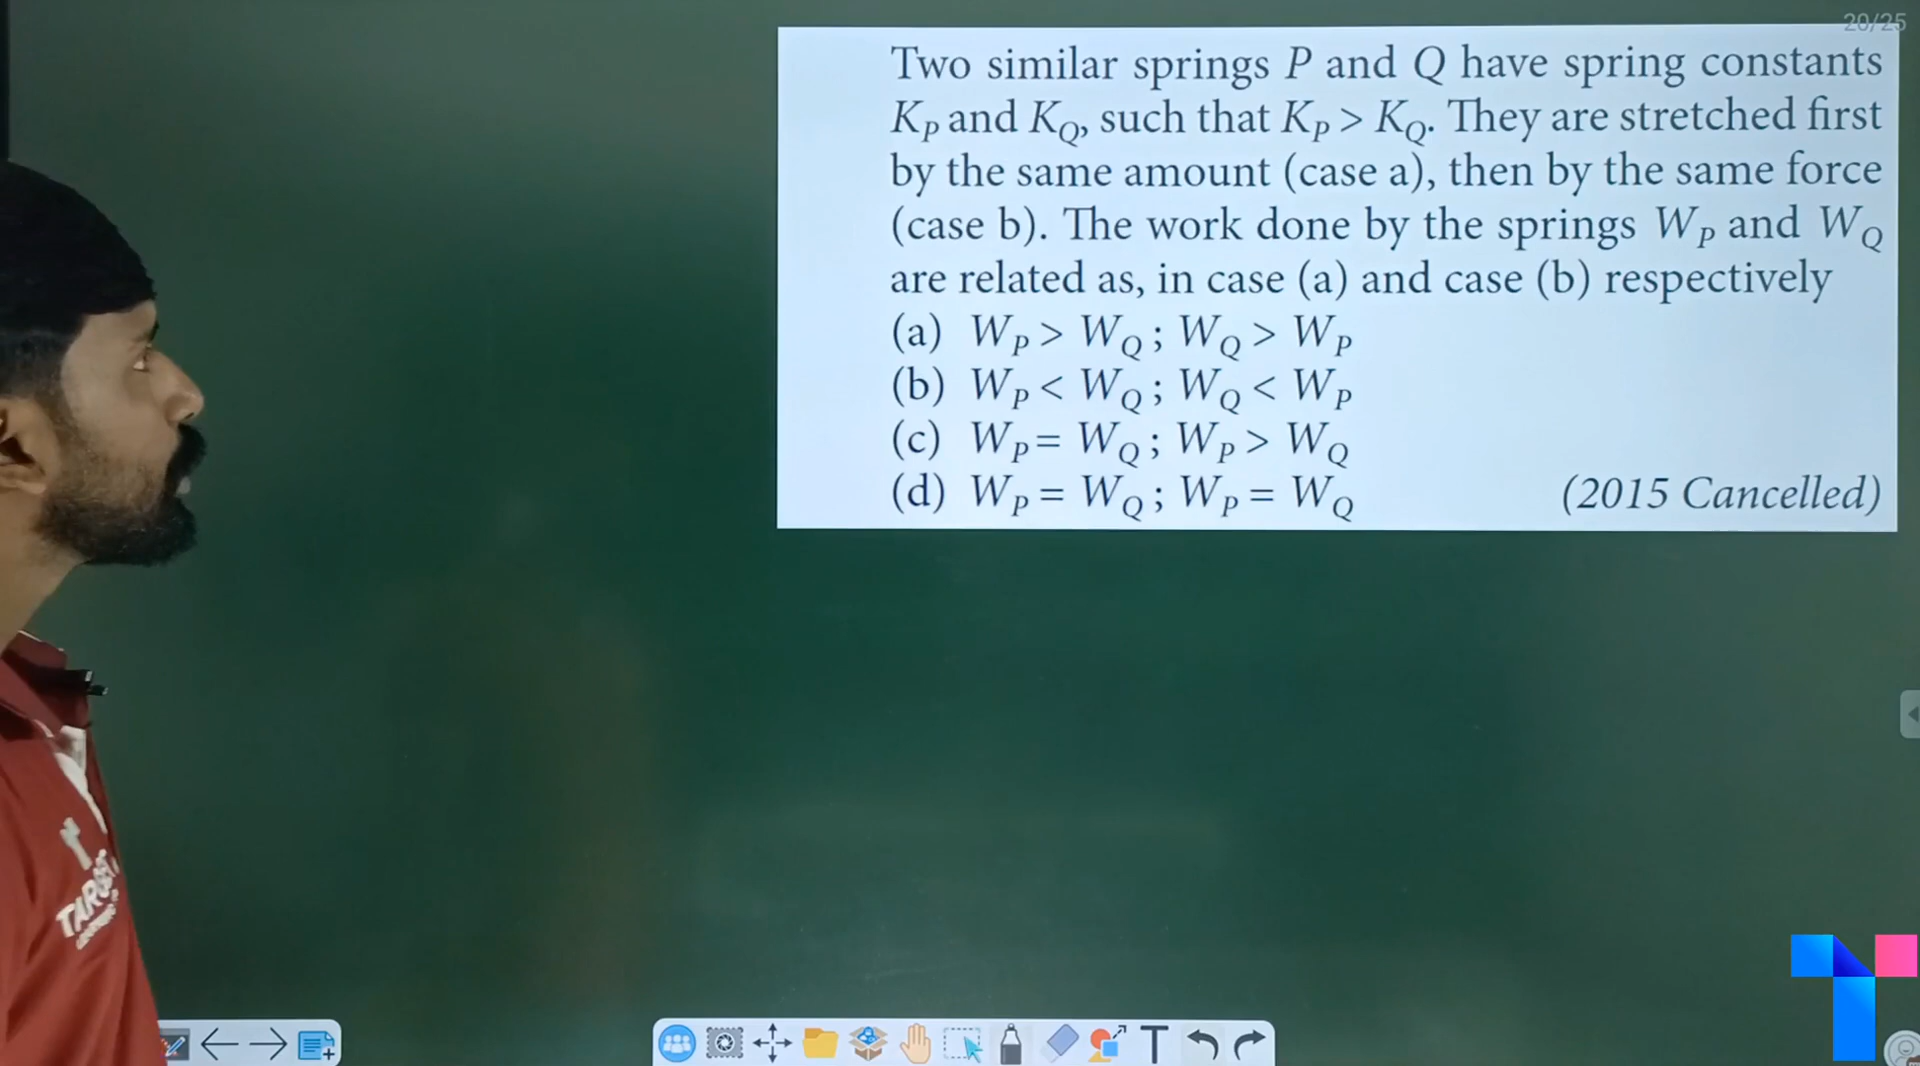 20/25
Two similar springs P and Q have spring constants
K_P and K_Q, such that K_P > K_Q. They are stretched first
by the same amount (case a), then by the same force
(case b). The work done by the springs W_P and W_Q
are related as, in case (a) and case (b) respectively
(a) W_P > W_Q ; W_Q > W_P
(b) W_P < W_Q ; W_Q < W_P
(c) W_P = W_Q ; W_P > W_Q
(d) W_P = W_Q ; W_P = W_Q (2015 Cancelled)
T